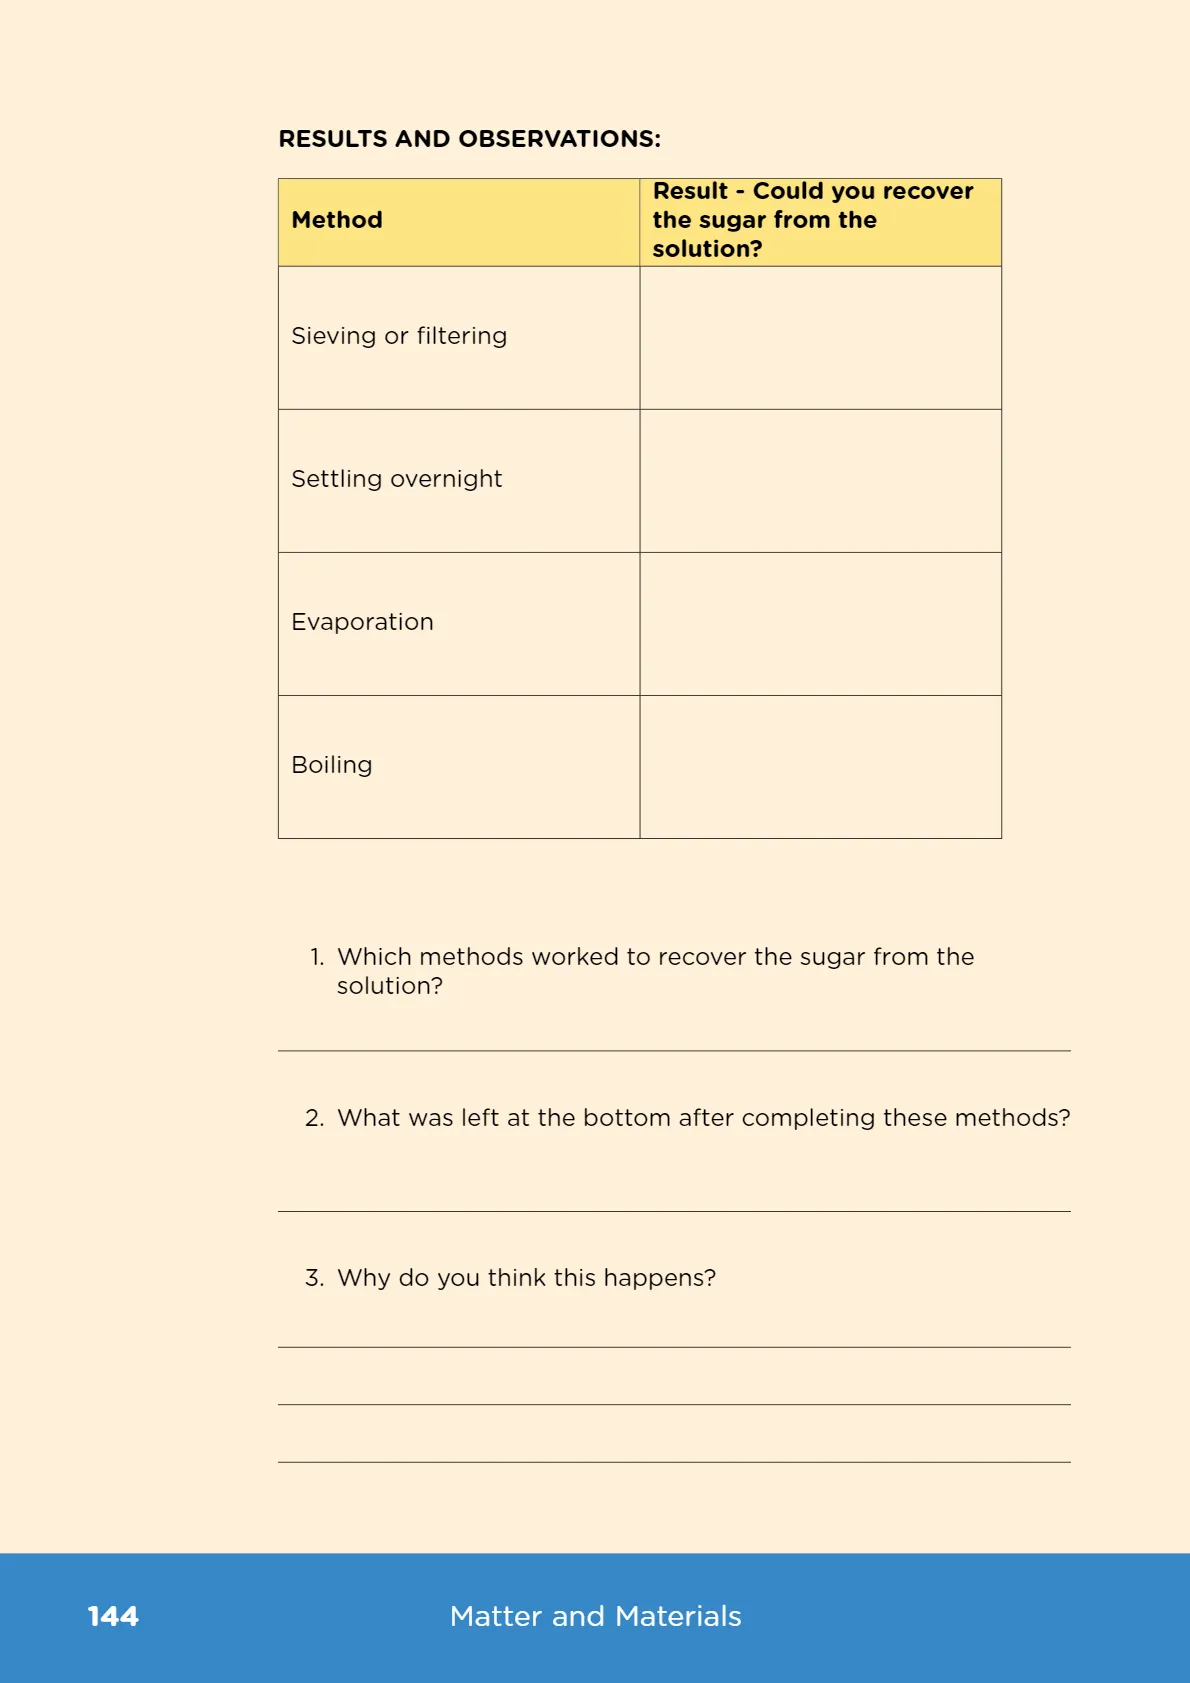 RESULTS AND OBSERVATIONS:
Method
Result - Could you recover
the sugar from the
solution?
Sieving or filtering
Settling overnight
Evaporation
Boiling
1. Which methods worked to recover the sugar from the
solution?
2. What was left at the bottom after completing these methods?
3. Why do you think this happens?
144
Matter and Materials